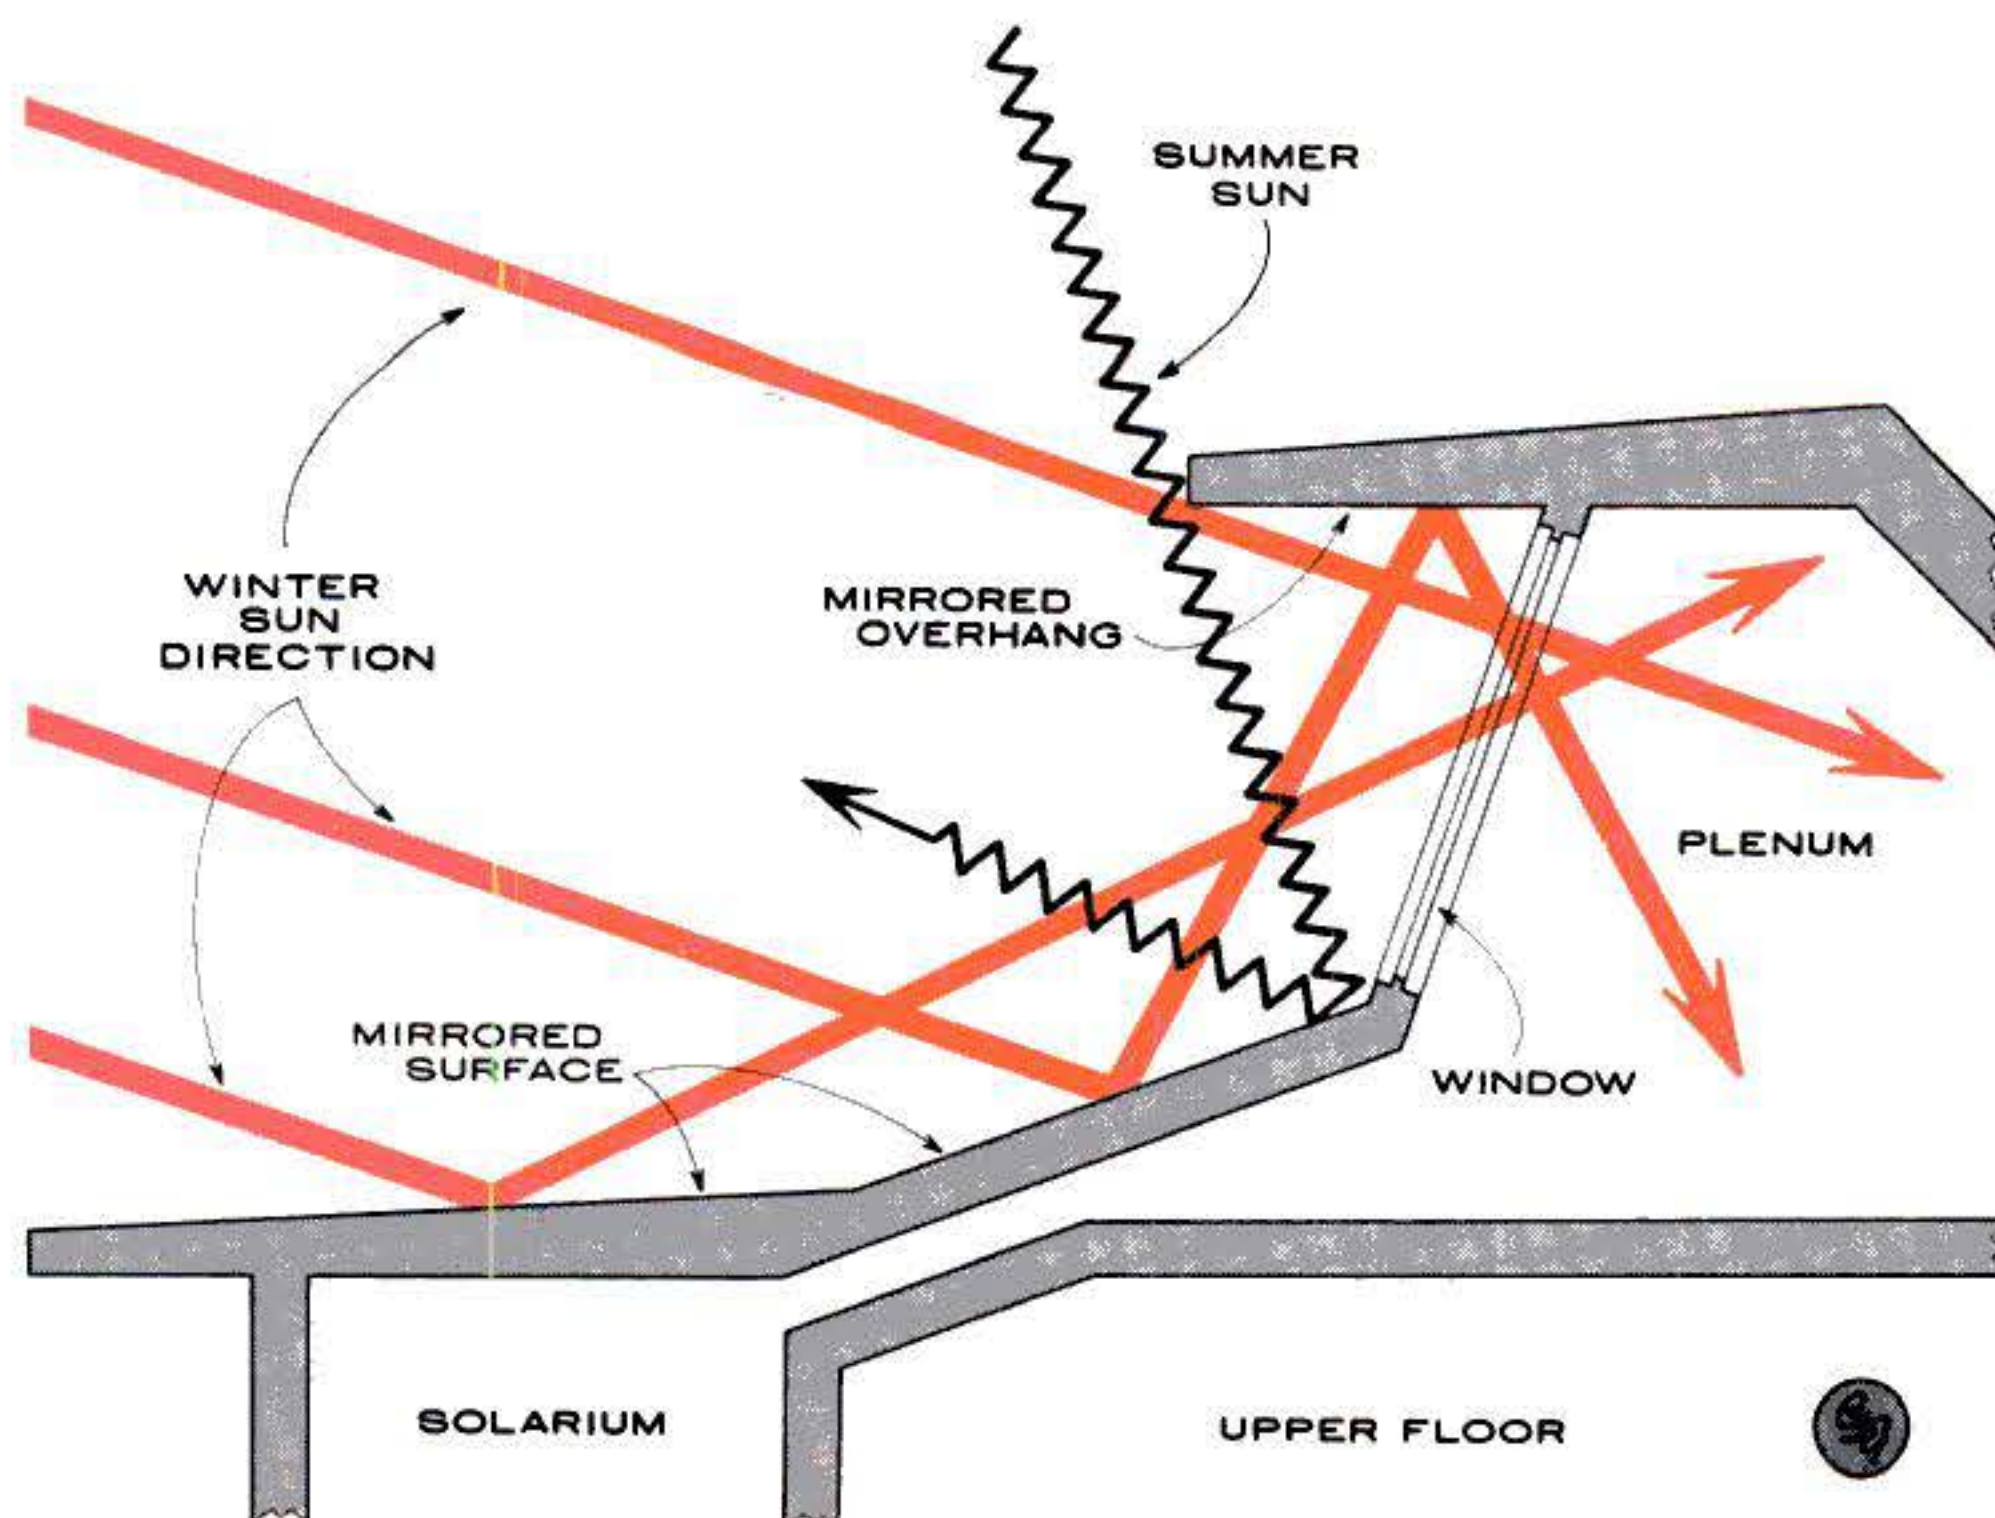 SUMMER
SUN
WINTER
SUN
DIRECTION
MIRRORED
OVERHANG
PLENUM
MIRRORED
SURFACE
WINDOW
SOLARIUM
UPPER FLOOR